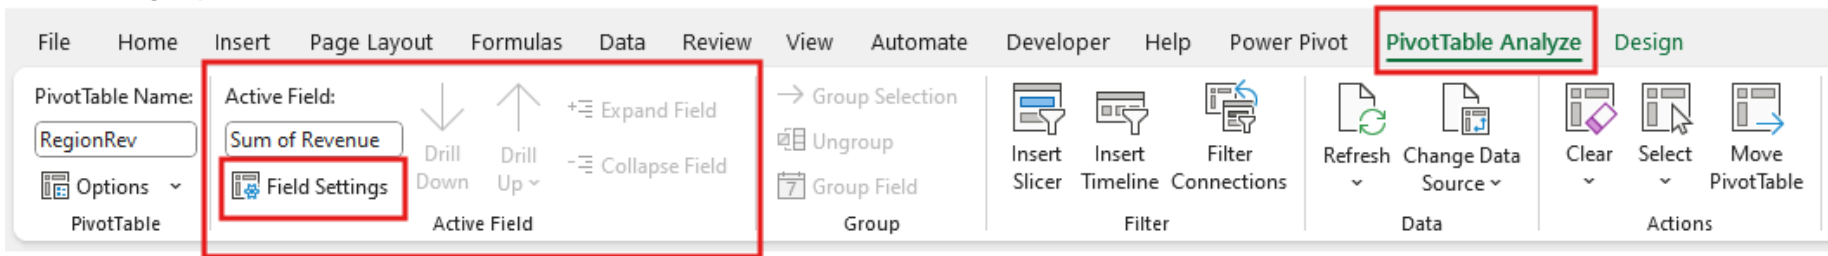 File Home Insert Page Layout Formulas Data Review View Automate Developer Help Power Pivot PivotTable Analyze Design
PivotTable Name:
RegionRev
Options
PivotTable
Active Field:
Sum of Revenue
Field Settings
Drill
Down
Drill
Up
Expand Field
Collapse Field
Active Field
Group Selection
Ungroup
7 Group Field
Group
Insert
Slicer
Insert
Timeline
Filter
Connections
Filter
Refresh
Change Data
Source
Data
Clear
Select
Move
PivotTable
Actions